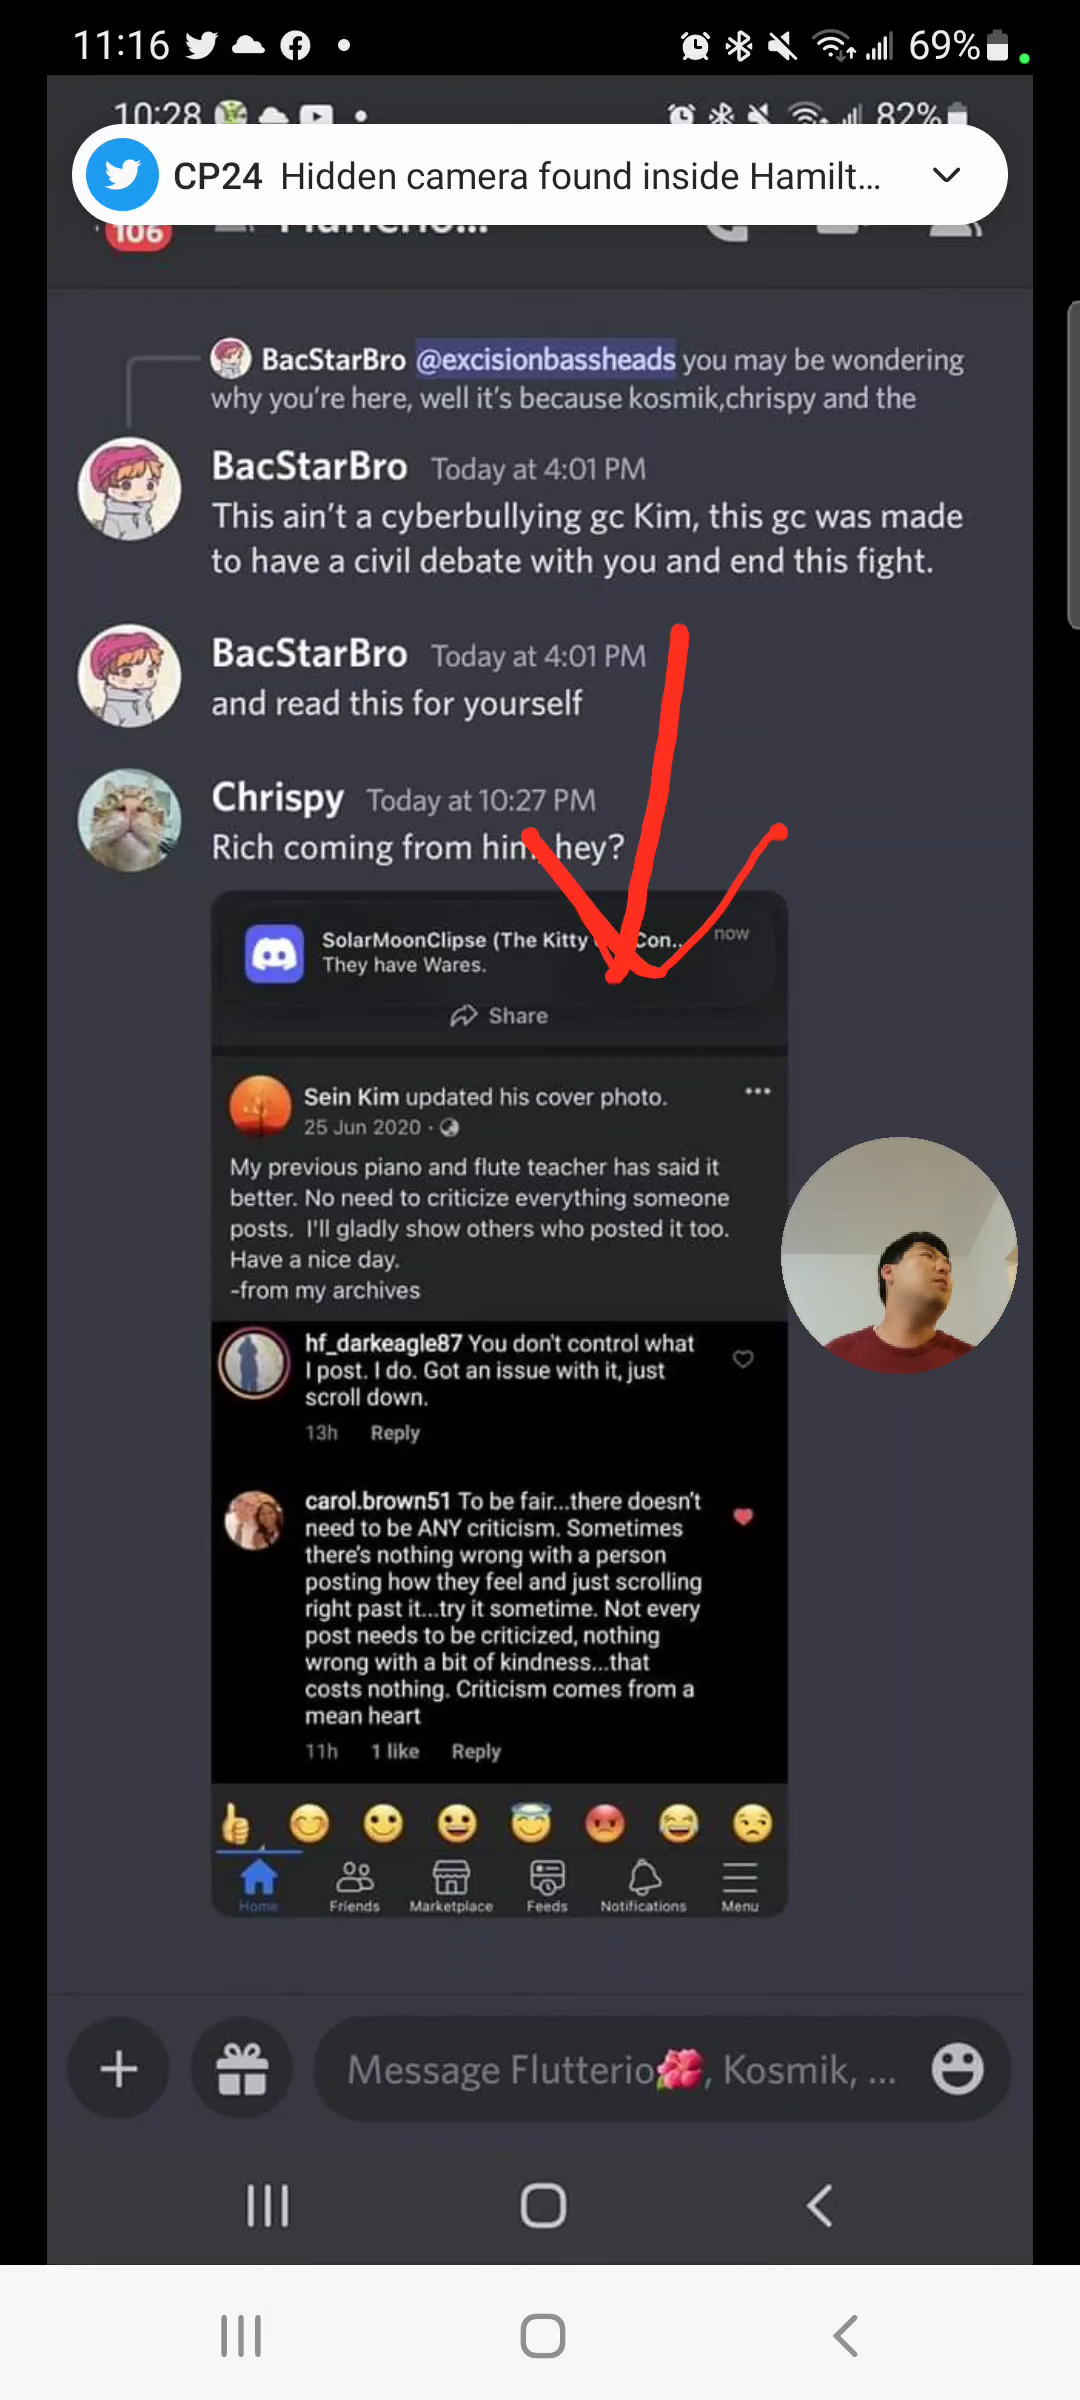 11:16
69%
10:28
82%
CP24 Hidden camera found inside Hamilt...
106
BacStarBro @excisionbassheads you may be wondering
why you're here, well it's because kosmik,chrispy and the
BacStarBro Today at 4:01 PM
This ain't a cyberbullying gc Kim, this gc was made
to have a civil debate with you and end this fight.
BacStarBro Today at 4:01 PM
and read this for yourself
Chrispy Today at 10:27 PM
Rich coming from him, hey?
SolarMoonClipse (The Kitty Con... now
They have Wares.
Share
Sein Kim updated his cover photo.
25 Jun 2020
My previous piano and flute teacher has said it
better. No need to criticize everything someone
posts. I'll gladly show others who posted it too.
Have a nice day.
-from my archives
hf_darkeagle87 You don't control what
I post. I do. Got an issue with it, just
scroll down.
13h Reply
carol.brown51 To be fair...there doesn't
need to be ANY criticism. Sometimes
there's nothing wrong with a person
posting how they feel and just scrolling
right past it...try it sometime. Not every
post needs to be criticized, nothing
wrong with a bit of kindness...that
costs nothing. Criticism comes from a
mean heart
11h 1 like Reply
Home Friends Marketplace Feeds Notifications Menu
Message Flutterio🌺, Kosmik, ...